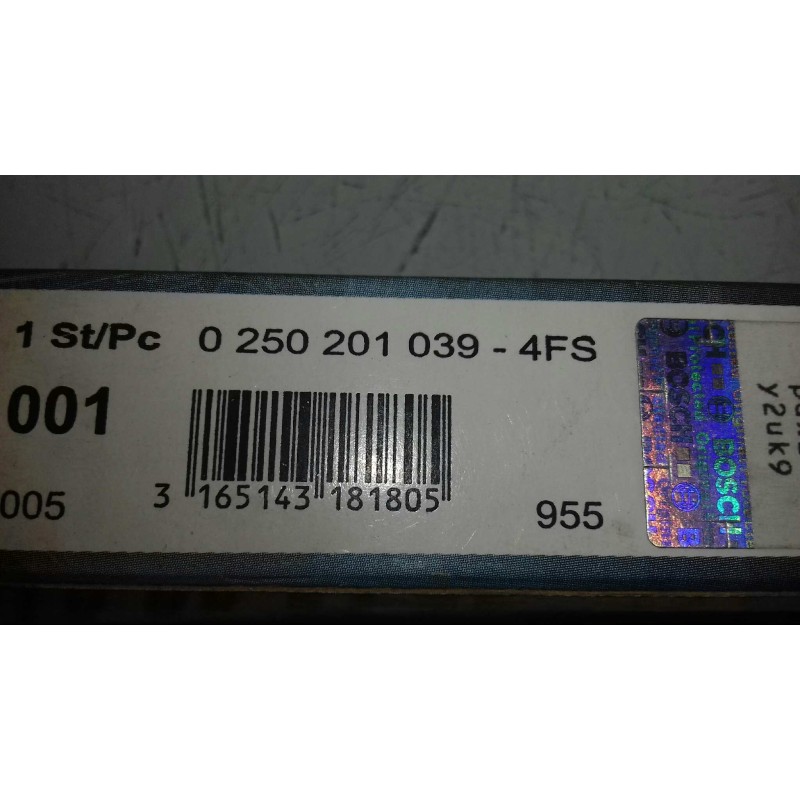 1 St/Pc 0 250 201 039 - 4FS
001
3 165143 181805
005
955
BOSCH
BOSCH
y2uk9